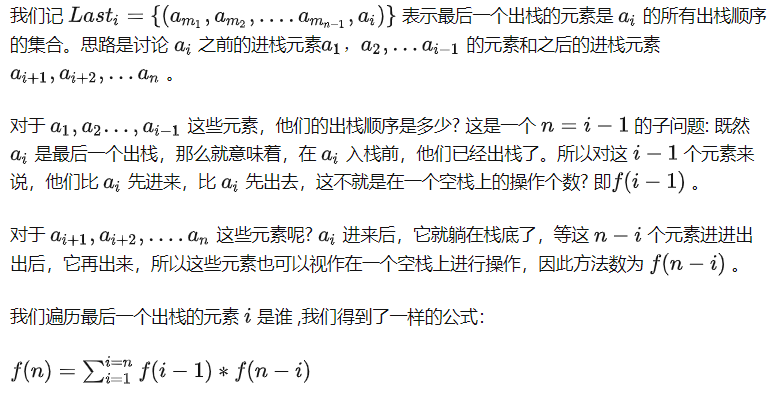 我们记 $Last_i = \{(a_{m_1}, a_{m_2}, \ldots. a_{m_{n-1}}, a_i)\}$ 表示最后一个出栈的元素是 $a_i$ 的所有出栈顺序
的集合。思路是讨论 $a_i$ 之前的进栈元素$a_1$，$a_2, \ldots a_{i-1}$ 的元素和之后的进栈元素
$a_{i+1}, a_{i+2}, \ldots a_n$ 。
对于 $a_1, a_2 \ldots, a_{i-1}$ 这些元素，他们的出栈顺序是多少? 这是一个 $n = i - 1$ 的子问题: 既然
$a_i$ 是最后一个出栈，那么就意味着，在 $a_i$ 入栈前，他们已经出栈了。所以对这 $i - 1$ 个元素来
说，他们比 $a_i$ 先进来，比 $a_i$ 先出去，这不就是在一个空栈上的操作个数? 即$f(i - 1)$ 。
对于 $a_{i+1}, a_{i+2}, \ldots. a_n$ 这些元素呢? $a_i$ 进来后，它就躺在栈底了，等这 $n - i$ 个元素进进出
出后，它再出来，所以这些元素也可以视作在一个空栈上进行操作，因此方法数为 $f(n - i)$ 。
我们遍历最后一个出栈的元素 $i$ 是谁 ,我们得到了一样的公式：
$f(n) = \sum_{i=1}^{i=n} f(i - 1) * f(n - i)$